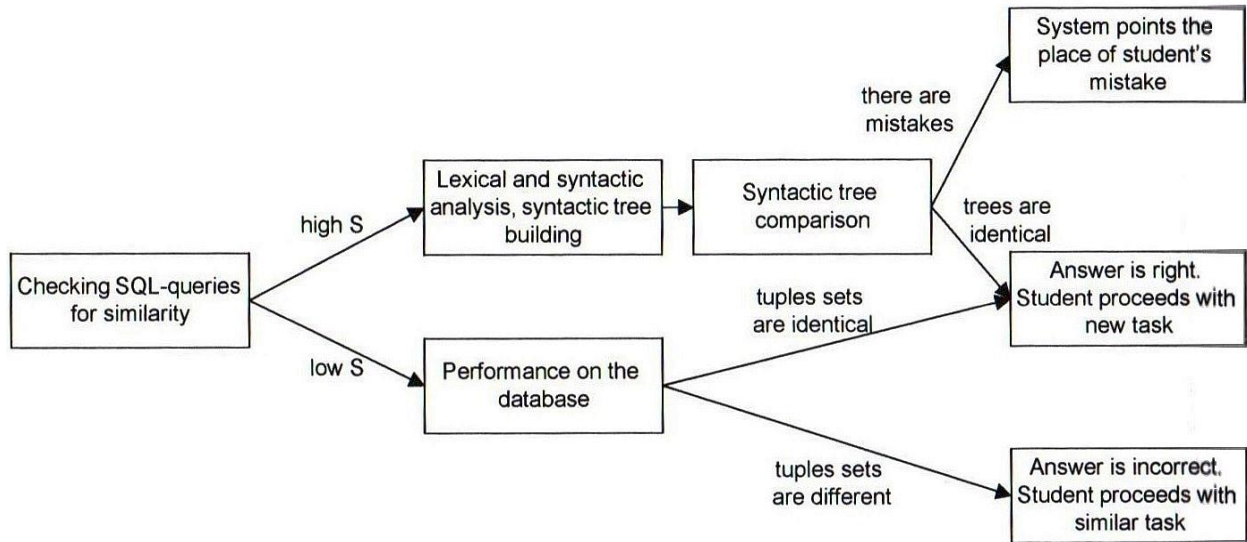 System points the
place of student's
mistake
there are
mistakes
Lexical and syntactic
analysis, syntactic tree
building
Syntactic tree
comparison
high S
trees are
identical
Checking SQL-queries
for similarity
tuples sets
are identical
Answer is right.
Student proceeds with
new task
low S
Performance on the
database
tuples sets
are different
Answer is incorrect.
Student proceeds with
similar task